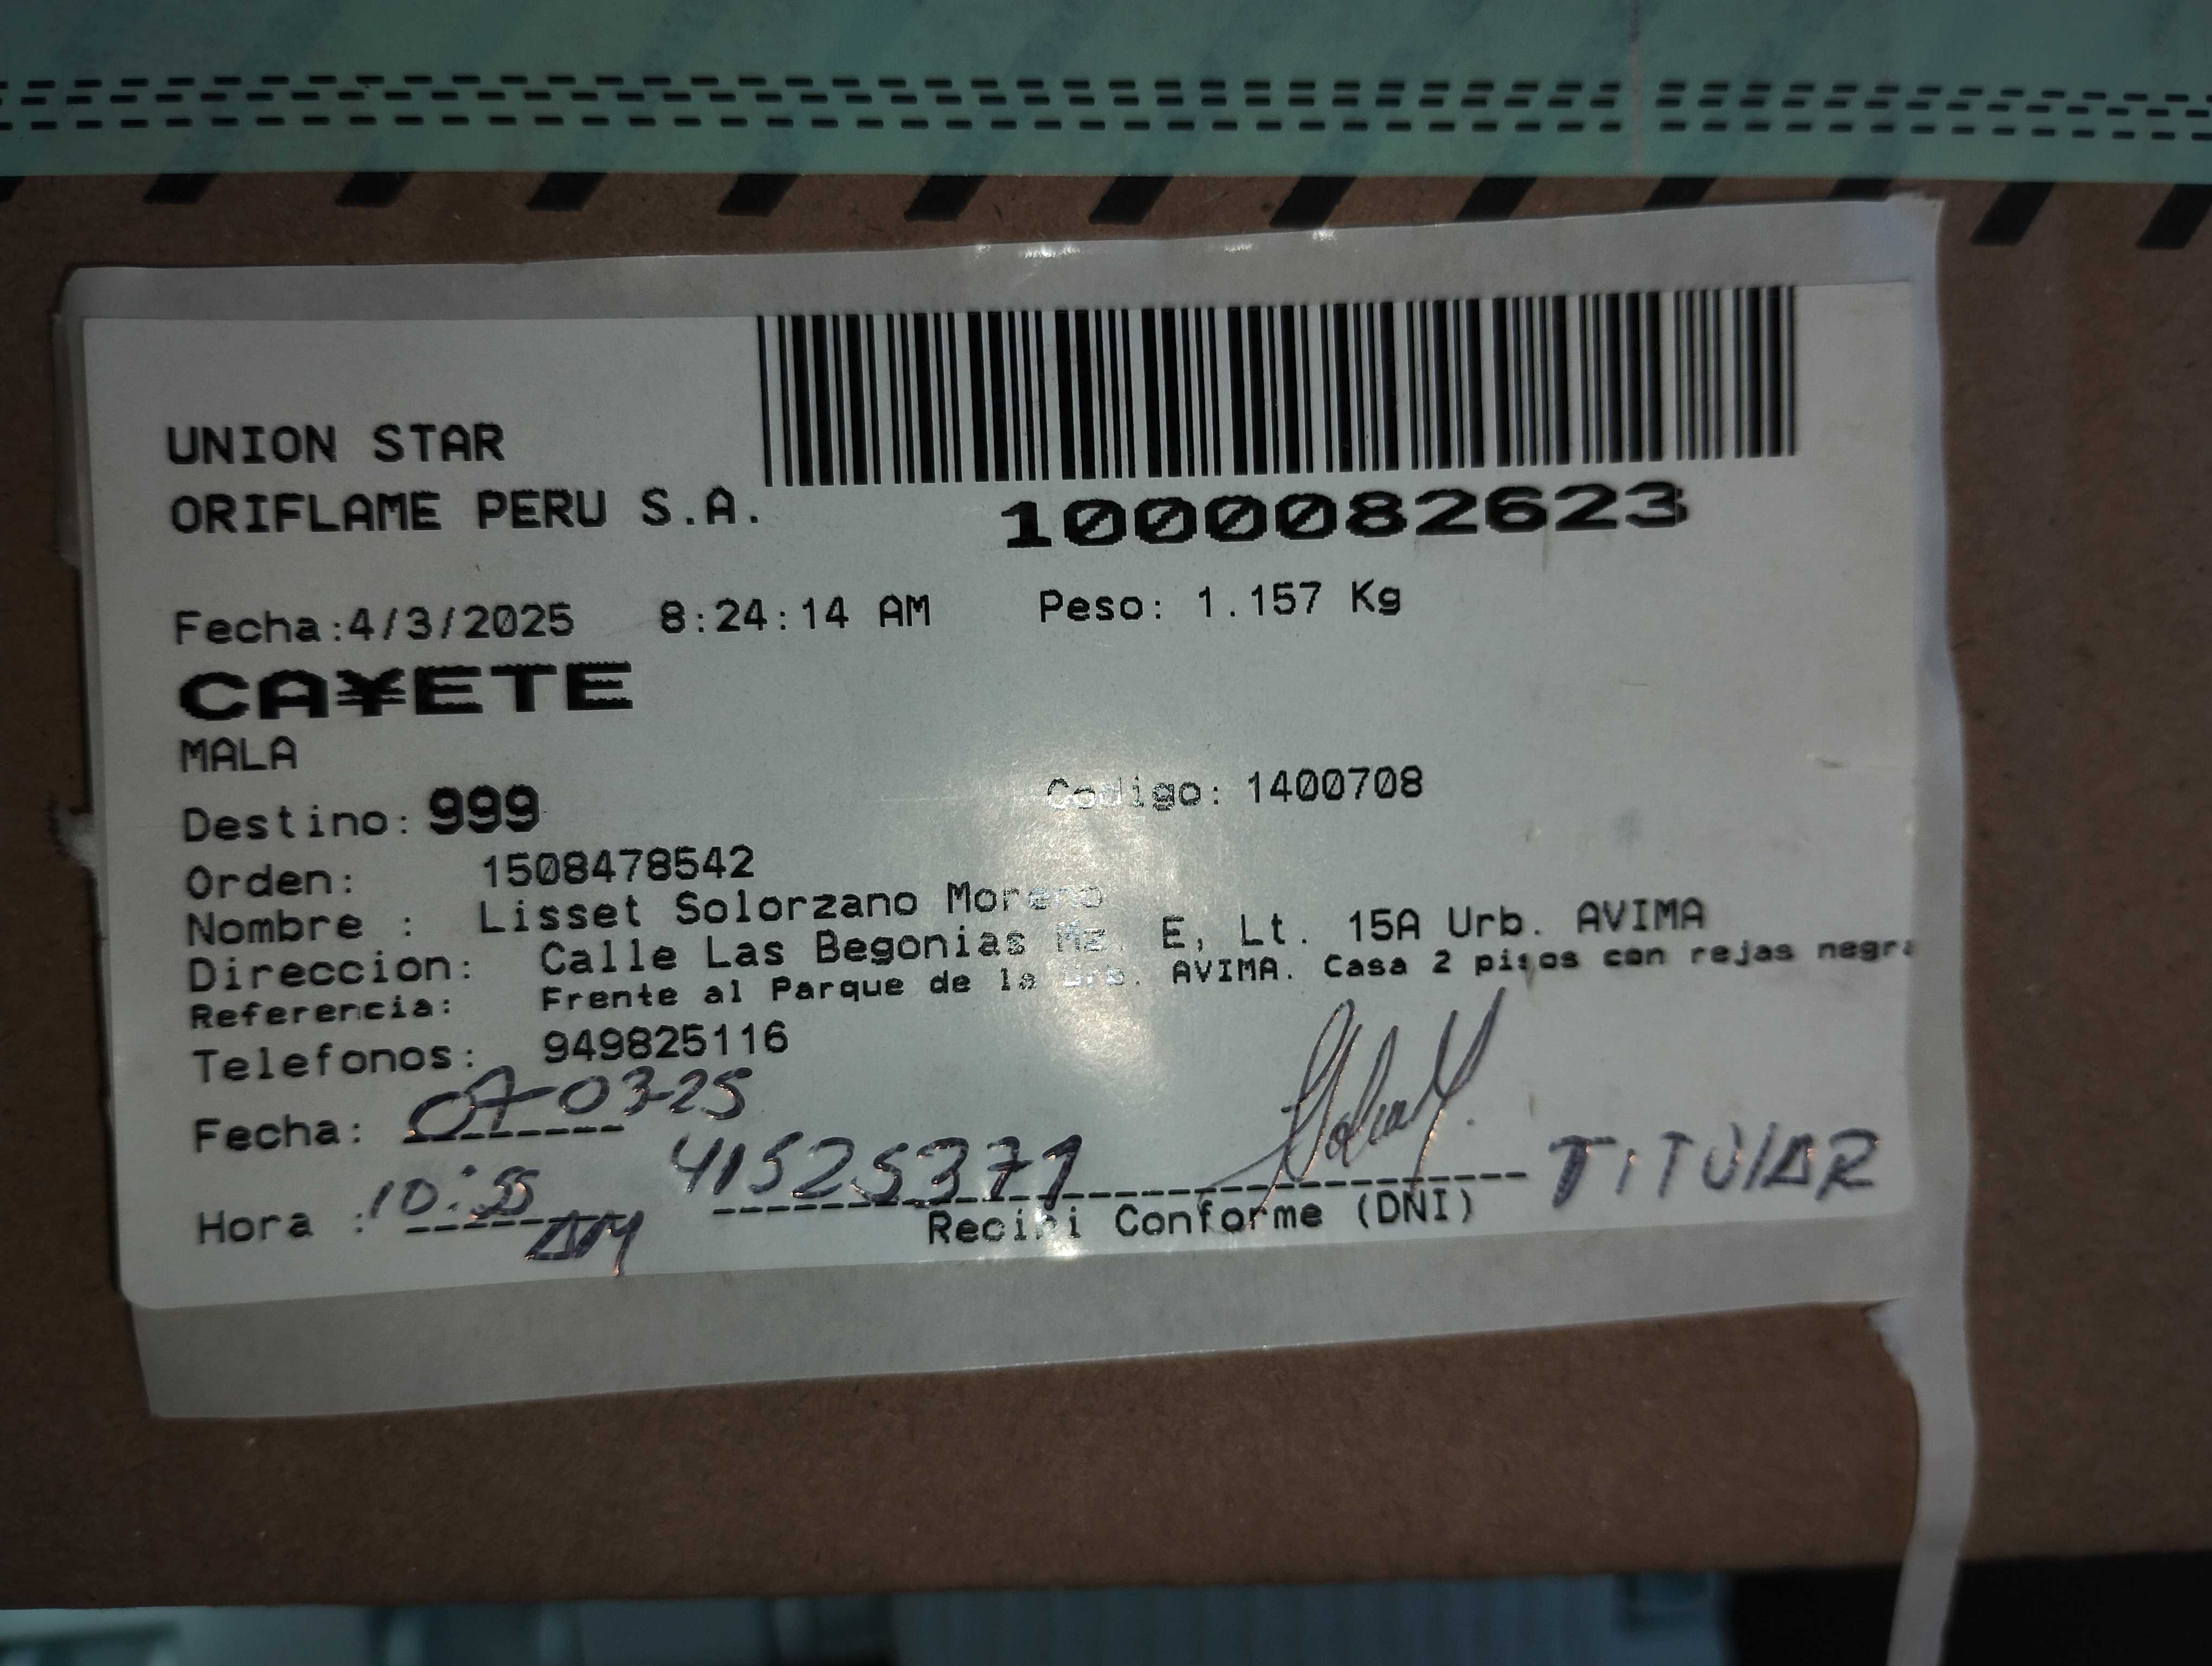 UNION STAR
ORIFLAME PERU S.A.
1000082623
Fecha:4/3/2025 8:24:14 AM Peso: 1.157 Kg
CA¥ETE
MALA
Destino: 999 Codigo: 1400708
Orden: 1508478542
Nombre : Lisset Solorzano Moreno
Direccion: Calle Las Begonias Mz. E, Lt. 15A Urb. AVIMA
Referencia: Frente al Parque de la Urb. AVIMA. Casa 2 pisos con rejas negra
Telefonos: 949825116
Fecha: 07-03-25
Hora : 10:55 AM 41525371 TITULAR
Recibi Conforme (DNI)